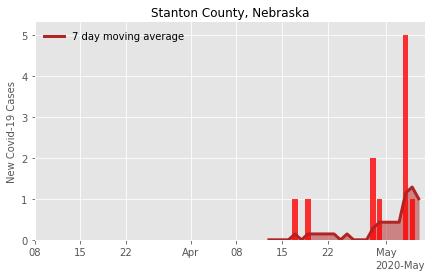 Stanton County, Nebraska
7 day moving average
New Covid-19 Cases
5
4
3
2
1
0
08 15 22 Apr 08 15 22 May
2020-May